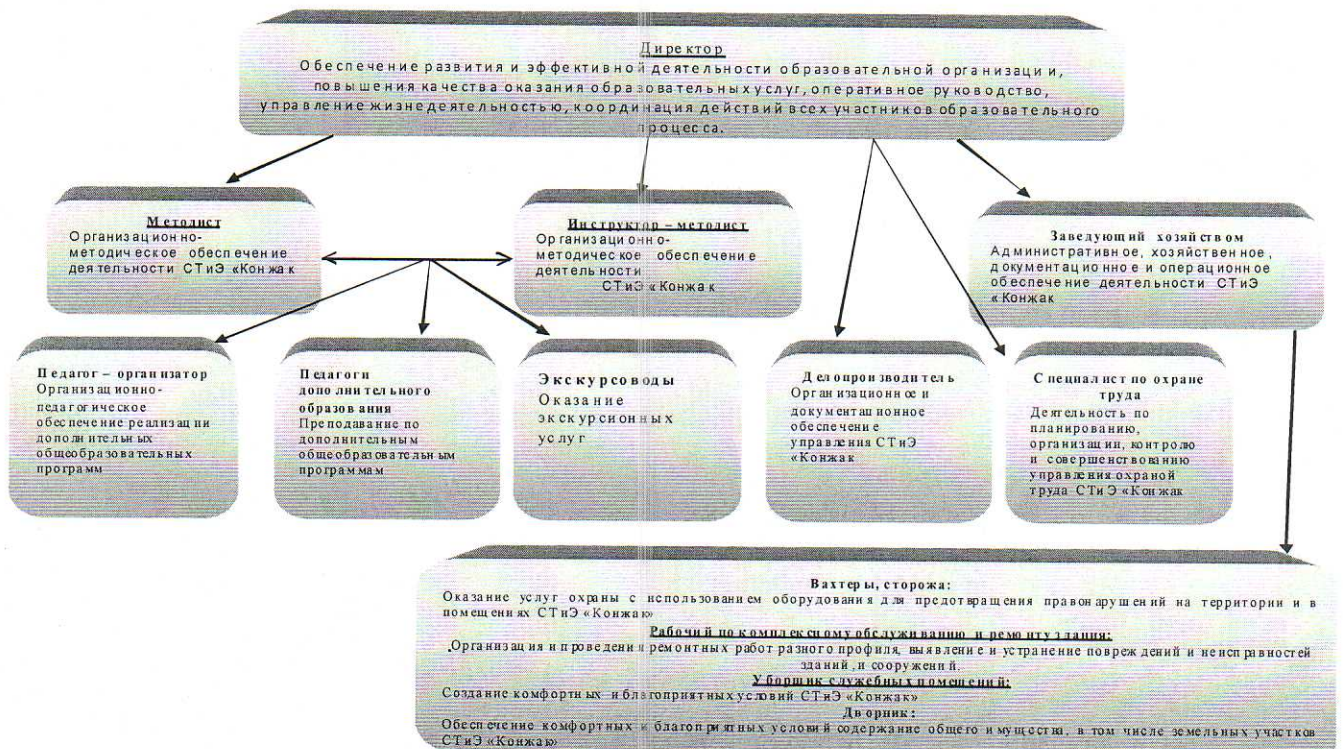 Директор
Обеспечение развития и эффективной деятельности образовательной организации,
повышения качества оказания образовательных услуг, оперативное руководство,
управление жизнедеятельностью, координация действий всех участников образовательного
процесса.
Методист
Организационно-
методическое обеспечение
деятельности СТиЭ «Конжак
Инструктор – методист
Организационно-
методическое обеспечение
деятельности
СТиЭ «Конжак
Заведующий хозяйством
Административное, хозяйственное,
документационное и операционное
обеспечение деятельности СТиЭ
«Конжак
Педагог – организатор
Организационно-
педагогическое
обеспечение реализации
дополнительных
общеобразовательных
программ
Педагоги
дополнительного
образования
Преподавание по
дополнительным
общеобразовательным
программам
Экскурсоводы
Оказание
экскурсионных
услуг
Делопроизводитель
Организационное и
документационное
обеспечение
управления СТиЭ
«Конжак
Специалист по охране
труда
Деятельность по
планированию,
организации, контролю
и совершенствованию
управления охраной
труда СТиЭ «Конжак
Вахтеры, сторожа:
Оказание услуг охраны с использованием оборудования для предотвращения правонарушений на территории и в
помещениях СТиЭ «Конжак»
Рабочий по комплексному обслуживанию и ремонту здания:
.Организация и проведения ремонтных работ разного профиля, выявление и устранение повреждений и неисправностей
зданий, и сооружений.
Уборщик служебных помещений:
Создание комфортных и благоприятных условий СТиЭ «Конжак»
Дворник:
Обеспечение комфортных и благоприятных условий содержание общего имущества, в том числе земельных участков
СТиЭ «Конжак»